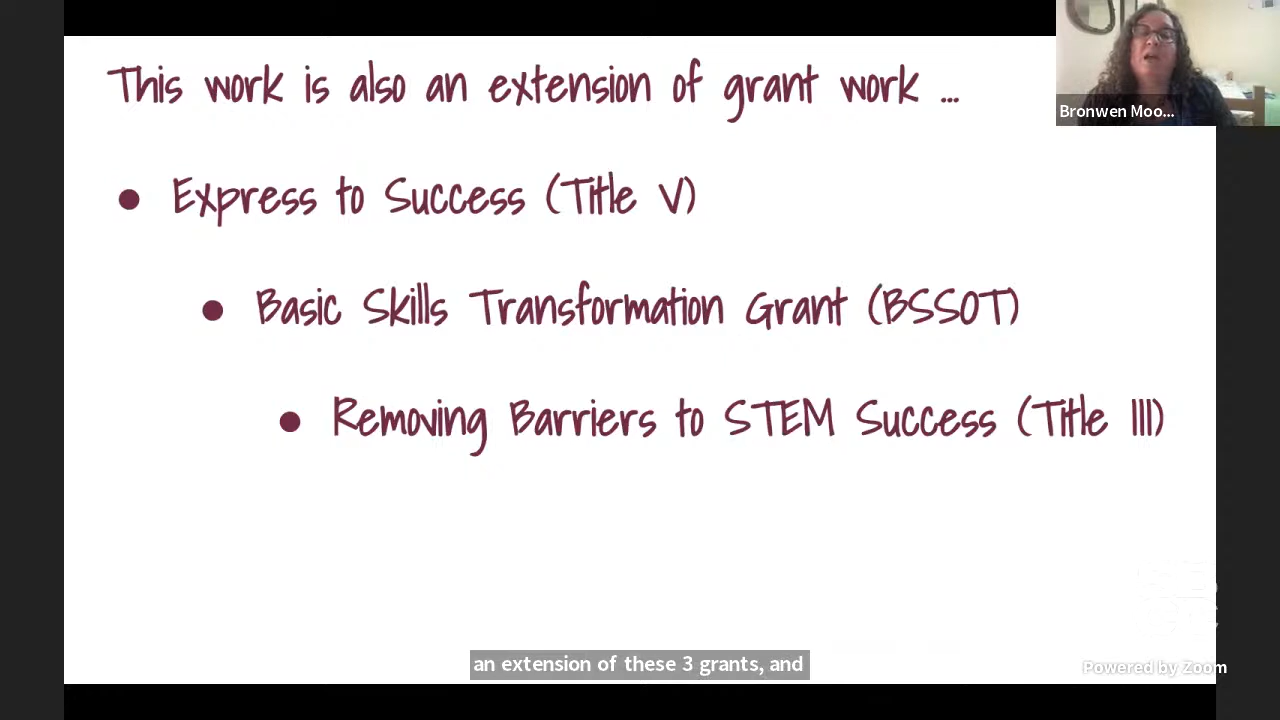 This work is also an extension of grant work ...
Bronwen Moo...
● Express to Success (Title V)
● Basic Skills Transformation Grant (BSSOT)
● Removing Barriers to STEM Success (Title III)
an extension of these 3 grants, and
Powered by Zoom